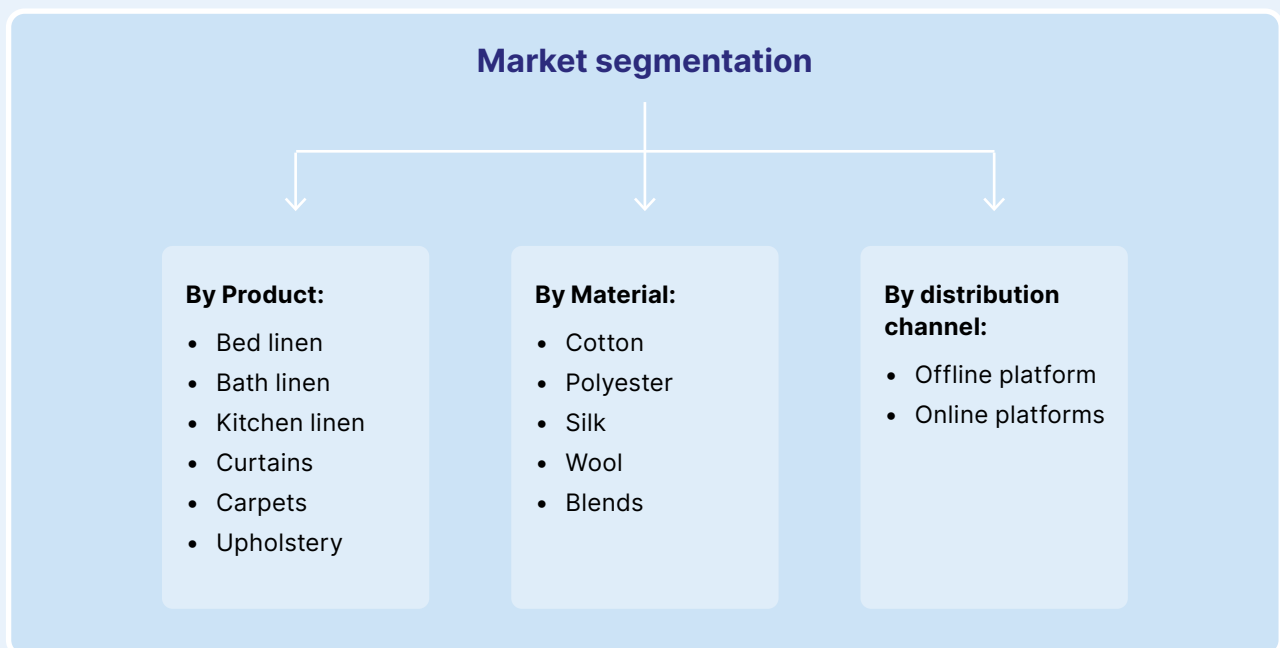 Market segmentation
By Product:
• Bed linen
• Bath linen
• Kitchen linen
• Curtains
• Carpets
• Upholstery
By Material:
• Cotton
• Polyester
• Silk
• Wool
• Blends
By distribution
channel:
• Offline platform
• Online platforms